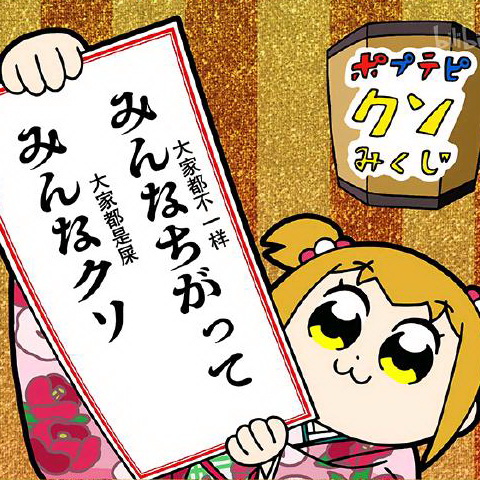 みんなちがって
大家都不一样
みんなクソ
大家都是屎
ポプテピ
クソ
みくじ